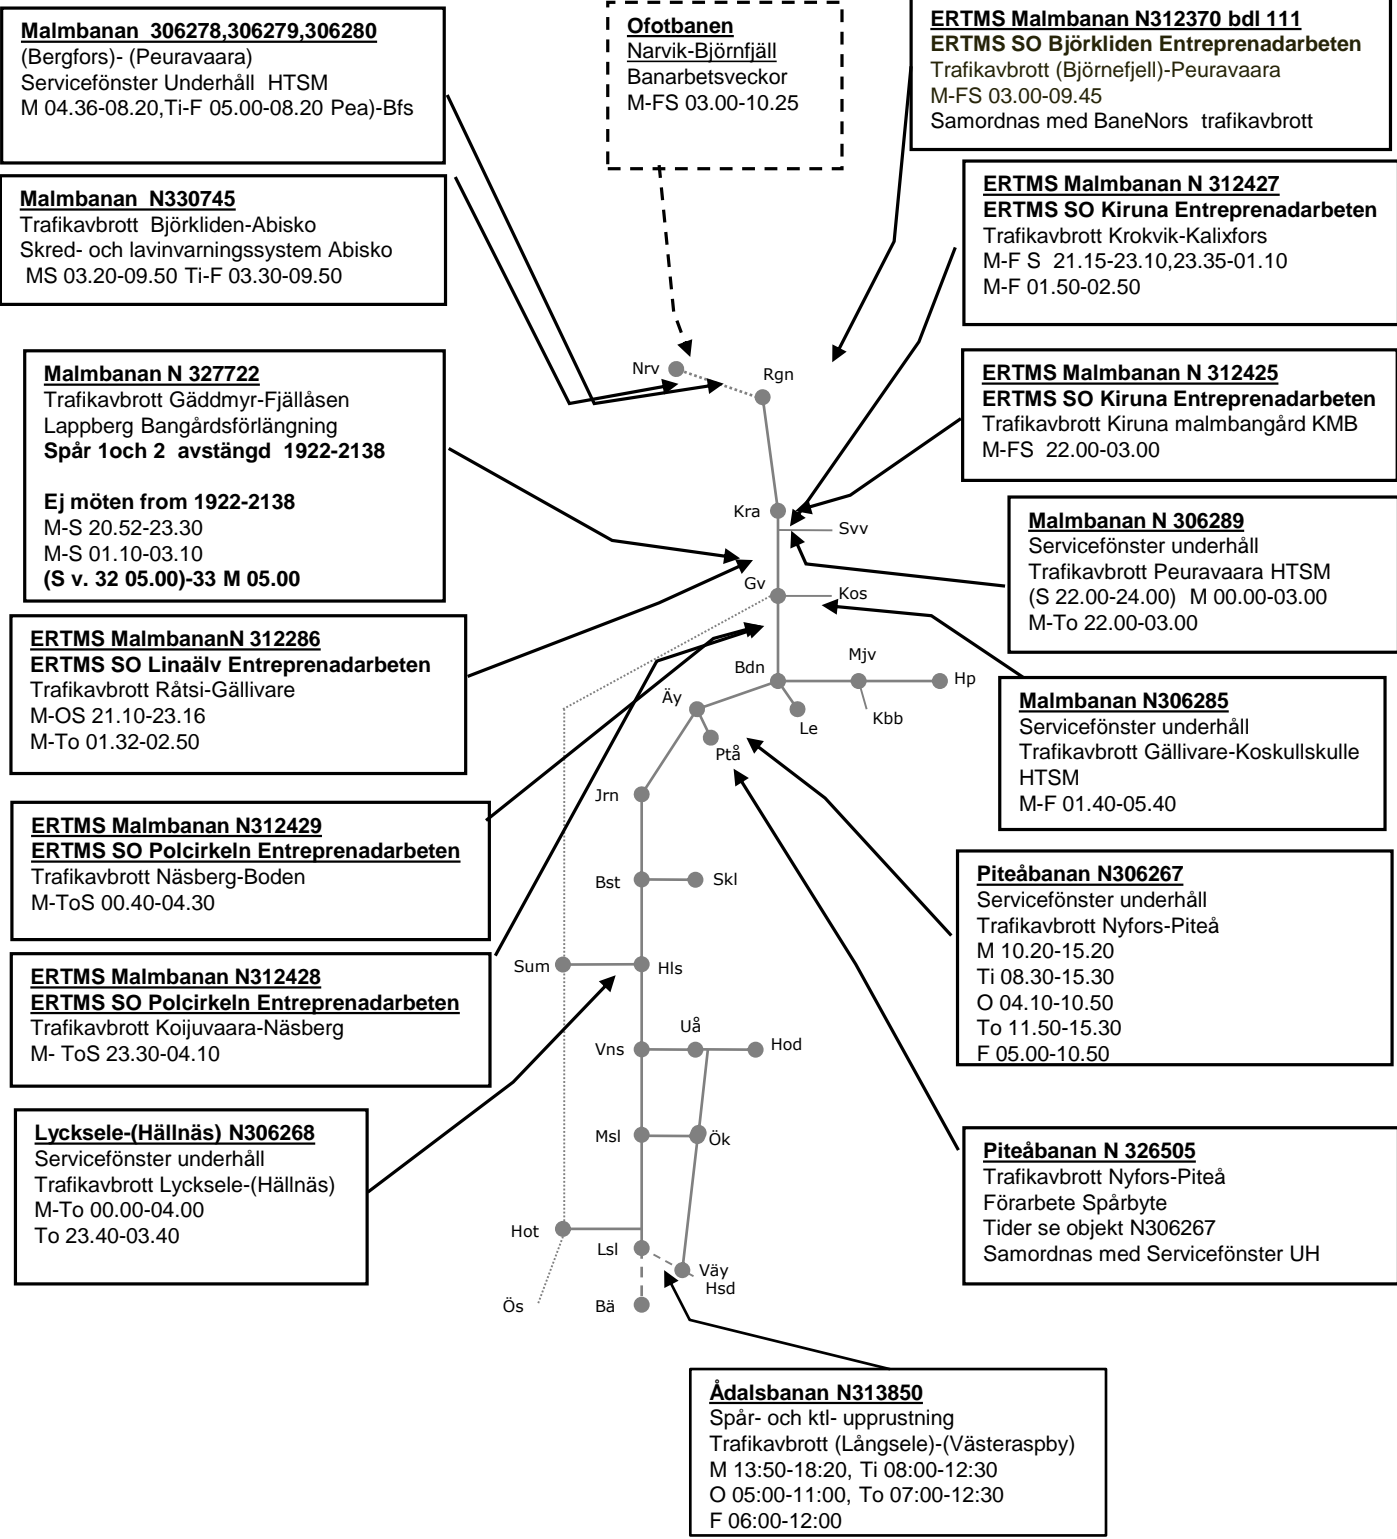 Malmbanan  306278,306279,306280
(Bergfors)- (Peuravaara)
Servicefönster Underhåll  HTSM
M 04.36-08.20,Ti-F 05.00-08.20 Pea)-Bfs
Ofotbanen
Narvik-Björnfjäll
Banarbetsveckor
M-FS 03.00-10.25
ERTMS Malmbanan N312370 bdl 111
ERTMS SO Björkliden Entreprenadarbeten
Trafikavbrott (Björnefjell)-Peuravaara
M-FS 03.00-09.45
Samordnas med BaneNors  trafikavbrott
Malmbanan  N330745
Trafikavbrott  Björkliden-Abisko
Skred- och lavinvarningssystem Abisko
MS 03.20-09.50 Ti-F 03.30-09.50
ERTMS Malmbanan N 312427
ERTMS SO Kiruna Entreprenadarbeten
Trafikavbrott Krokvik-Kalixfors
M-F S  21.15-23.10,23.35-01.10
M-F 01.50-02.50
Malmbanan N 327722
Trafikavbrott Gäddmyr-Fjällåsen
Lappberg Bangårdsförlängning
Spår 1och 2  avstängd  1922-2138
Ej möten from 1922-2138
M-S 20.52-23.30
M-S 01.10-03.10
(S v. 32 05.00)-33 M 05.00
ERTMS Malmbanan N 312425
ERTMS SO Kiruna Entreprenadarbeten
Trafikavbrott Kiruna malmbangård KMB
M-FS  22.00-03.00
Malmbanan N 306289
Servicefönster underhåll
Trafikavbrott Peuravaara HTSM
(S 22.00-24.00)  M 00.00-03.00
M-To 22.00-03.00
ERTMS MalmbananN 312286
ERTMS SO Linaälv Entreprenadarbeten
Trafikavbrott Råtsi-Gällivare
M-OS 21.10-23.16
M-To 01.32-02.50
Malmbanan N306285
Servicefönster underhåll
Trafikavbrott Gällivare-Koskullskulle
HTSM
M-F 01.40-05.40
ERTMS Malmbanan N312429
ERTMS SO Polcirkeln Entreprenadarbeten
Trafikavbrott Näsberg-Boden
M-ToS 00.40-04.30
Piteåbanan N306267
Servicefönster underhåll
Trafikavbrott Nyfors-Piteå
M 10.20-15.20
Ti 08.30-15.30
O 04.10-10.50
To 11.50-15.30
F 05.00-10.50
ERTMS Malmbanan N312428
ERTMS SO Polcirkeln Entreprenadarbeten
Trafikavbrott Koijuvaara-Näsberg
M- ToS 23.30-04.10
Lycksele-(Hällnäs) N306268
Servicefönster underhåll
Trafikavbrott Lycksele-(Hällnäs)
M-To 00.00-04.00
To 23.40-03.40
Piteåbanan N 326505
Trafikavbrott Nyfors-Piteå
Förarbete Spårbyte
Tider se objekt N306267
Samordnas med Servicefönster UH
Ådalsbanan N313850
Spår- och ktl- upprustning
Trafikavbrott (Långsele)-(Västeraspby)
M 13:50-18:20, Ti 08:00-12:30
O 05:00-11:00, To 07:00-12:30
F 06:00-12:00
Nrv
Rgn
Kra
Svv
Gv
Kos
Bdn
Mjv
Hp
Äy
Le
Kbb
Ptå
Jrn
Bst
Skl
Sum
Hls
Uå
Vns
Hod
Msl
Ök
Hot
Lsl
Väy
Hsd
Ös
Bä